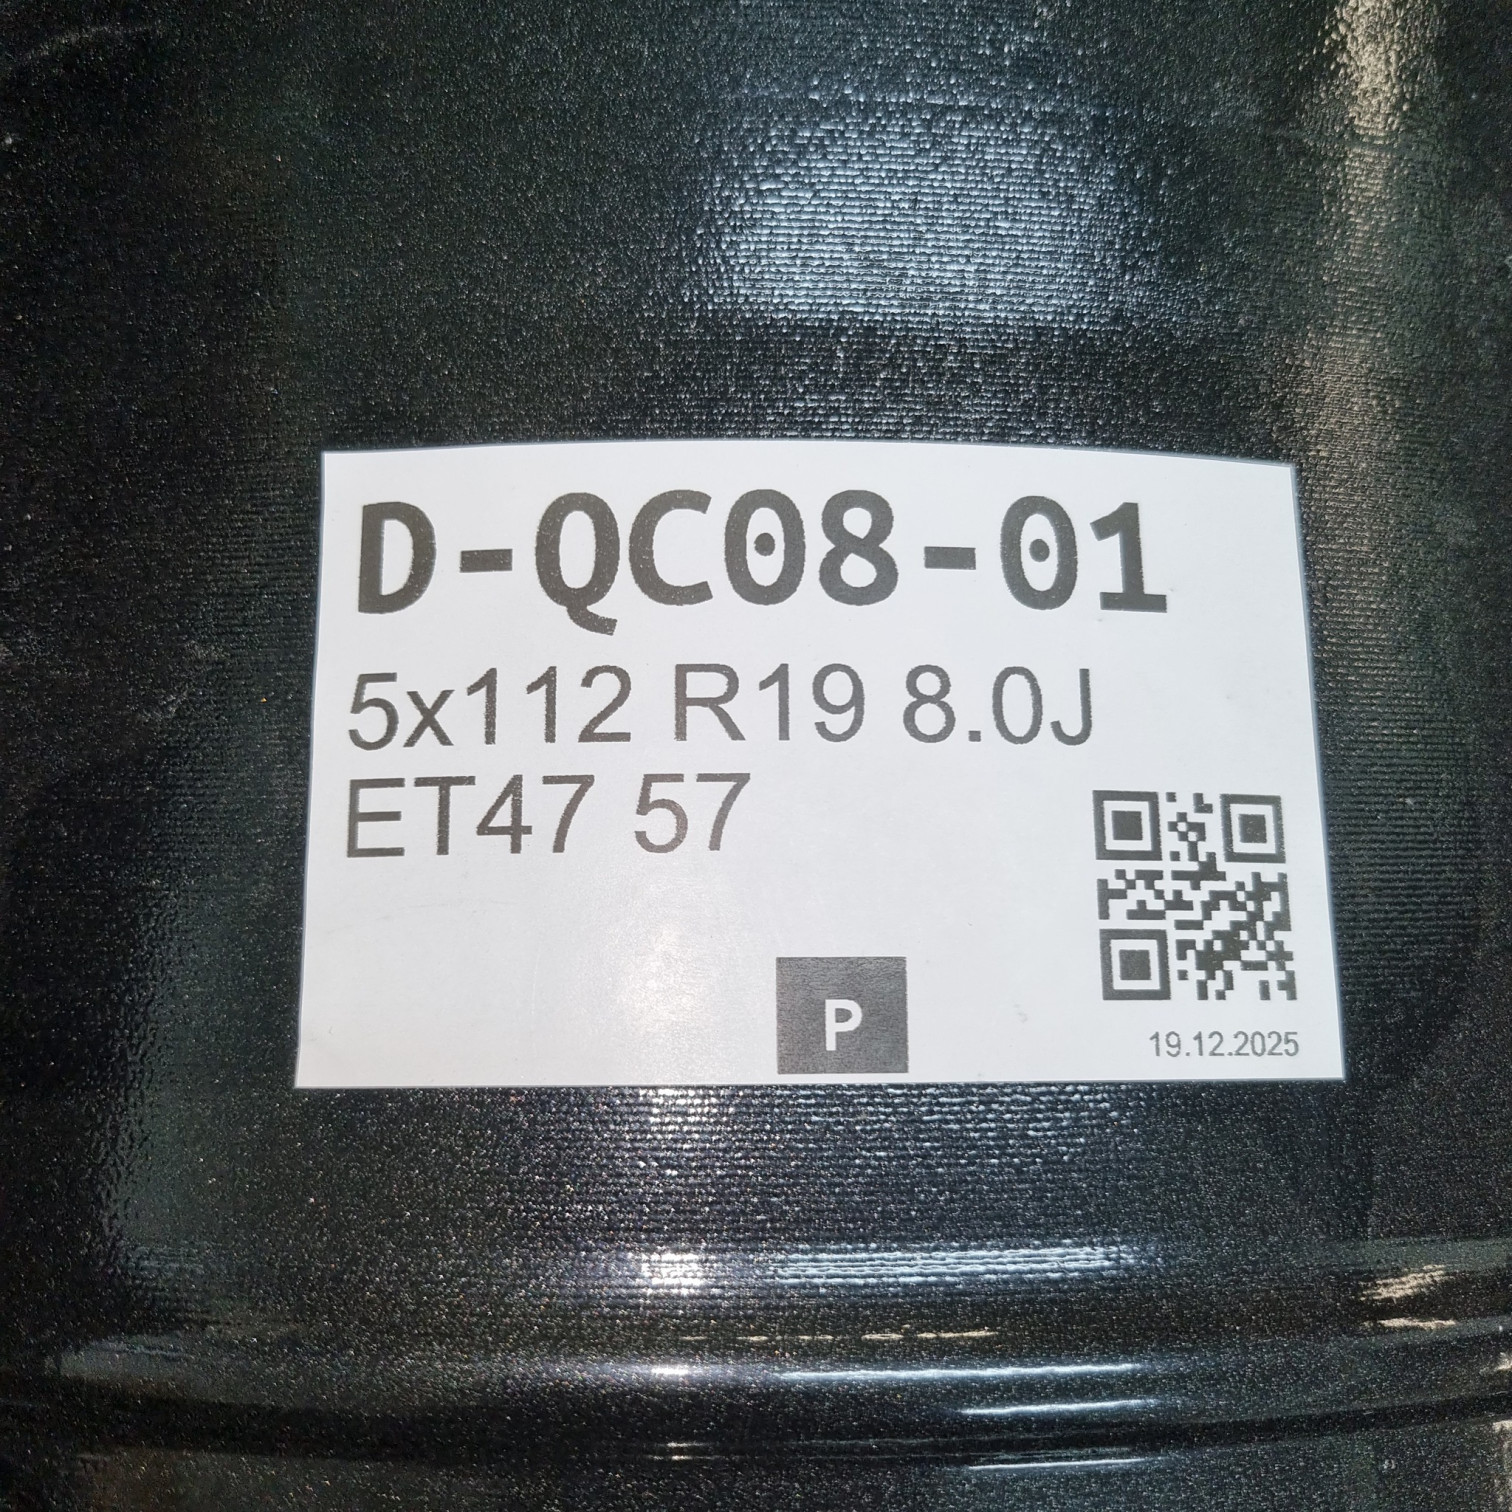 D-QC08-01
5x112 R19 8.0J
ET47 57
P
19.12.2025